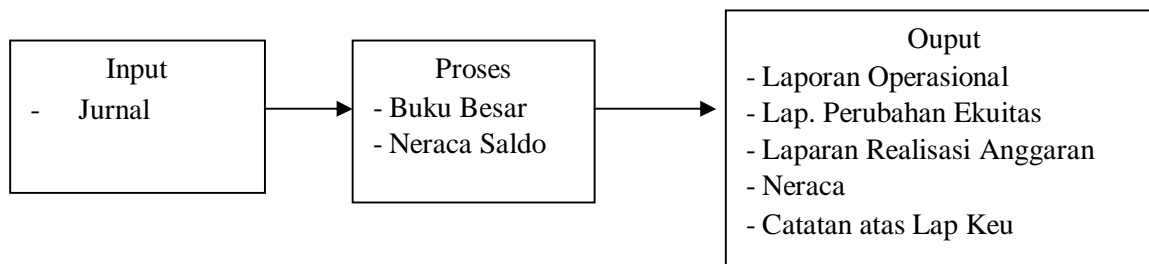 Input
- Jurnal
Proses
- Buku Besar
- Neraca Saldo
Ouput
- Laporan Operasional
- Lap. Perubahan Ekuitas
- Laparan Realisasi Anggaran
- Neraca
- Catatan atas Lap Keu